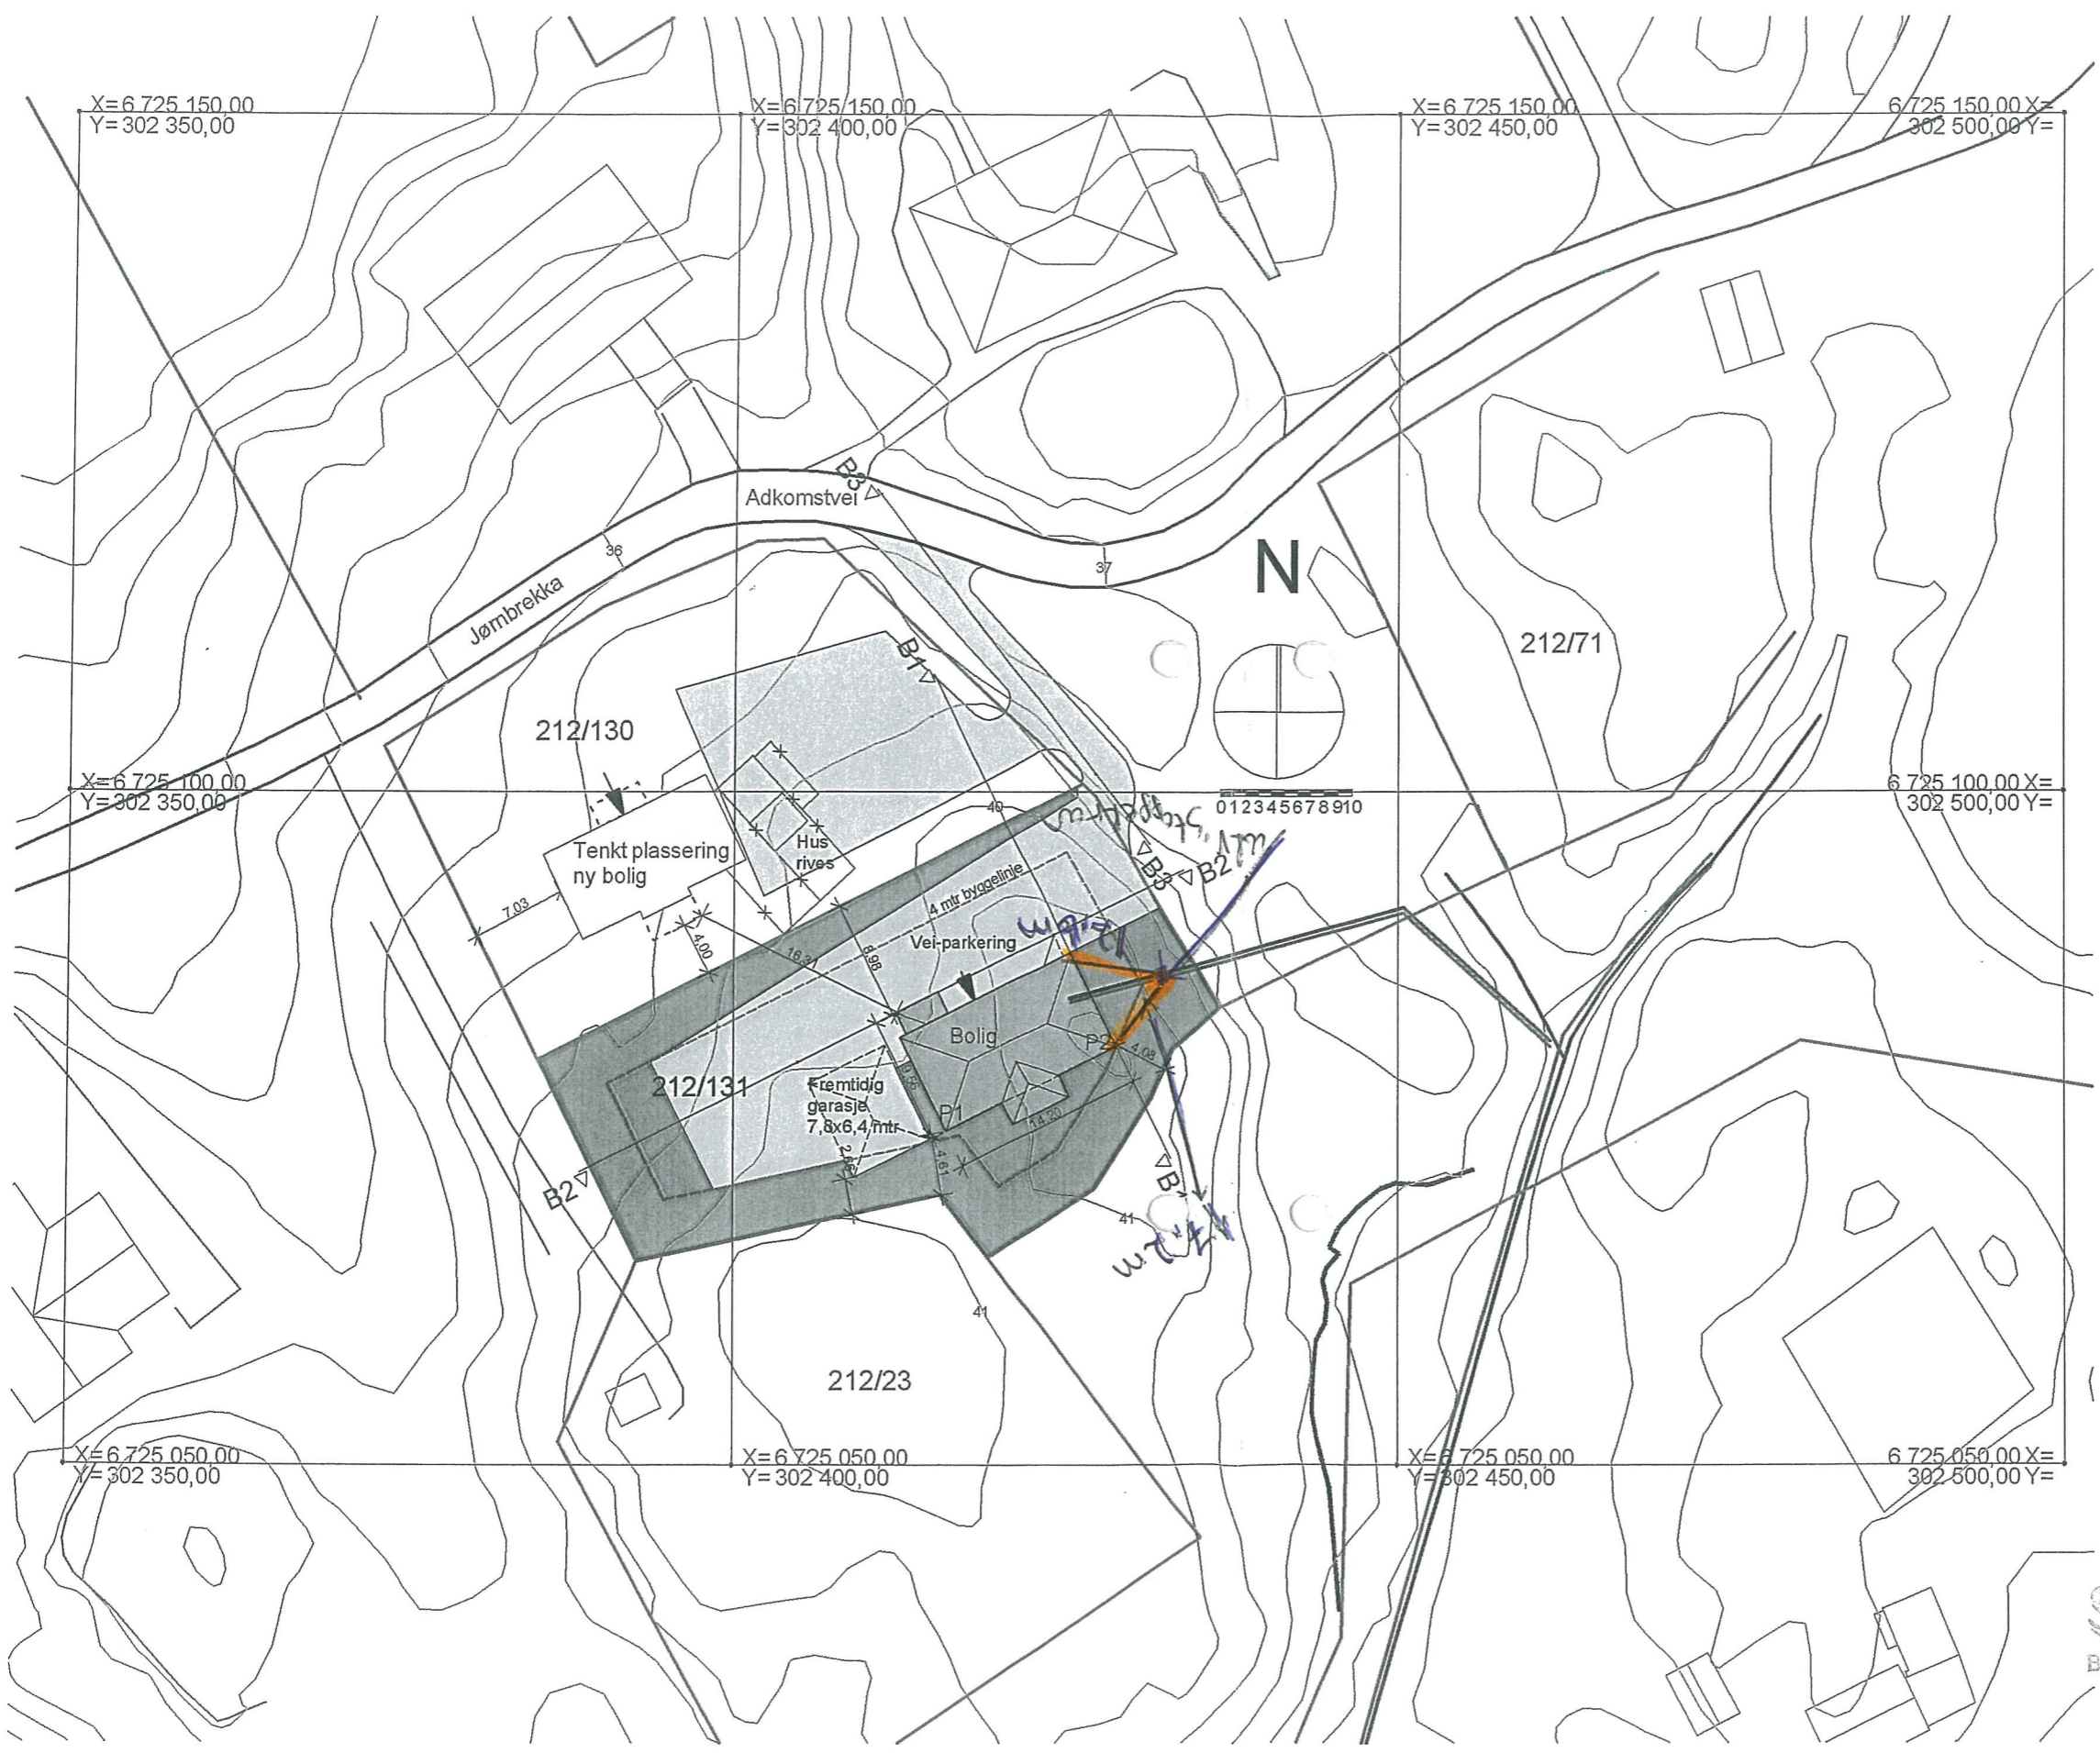 X=6 725 150,00
Y=302 350,00
X=6 725 150,00
Y=302 400,00
X=6 725 150,00
Y=302 450,00
6 725 150,00 X=
302 500,00 Y=
B3
Adkomstvei
36
37
N
Jørnbrekka
212/71
B1
212/130
X=6 725 100,00
Y=302 350,00
6 725 100,00 X=
302 500,00 Y=
40
0 1 2 3 4 5 6 7 8 9 10
Hus
rives
Tenkt plassering
ny bolig
B3
B2
4 mtr byggelinje
7.03
4.00
16.31
8.98
Vei-parkering
Bolig
P2
4.08
212/131
Fremtidig
garasje
7,8x6,4 mtr
P1
14.20
4.61
B2
B1
41
41
212/23
X=6 725 050,00
Y=302 350,00
X=6 725 050,00
Y=302 400,00
X=6 725 050,00
Y=302 450,00
6 725 050,00 X=
302 500,00 Y=